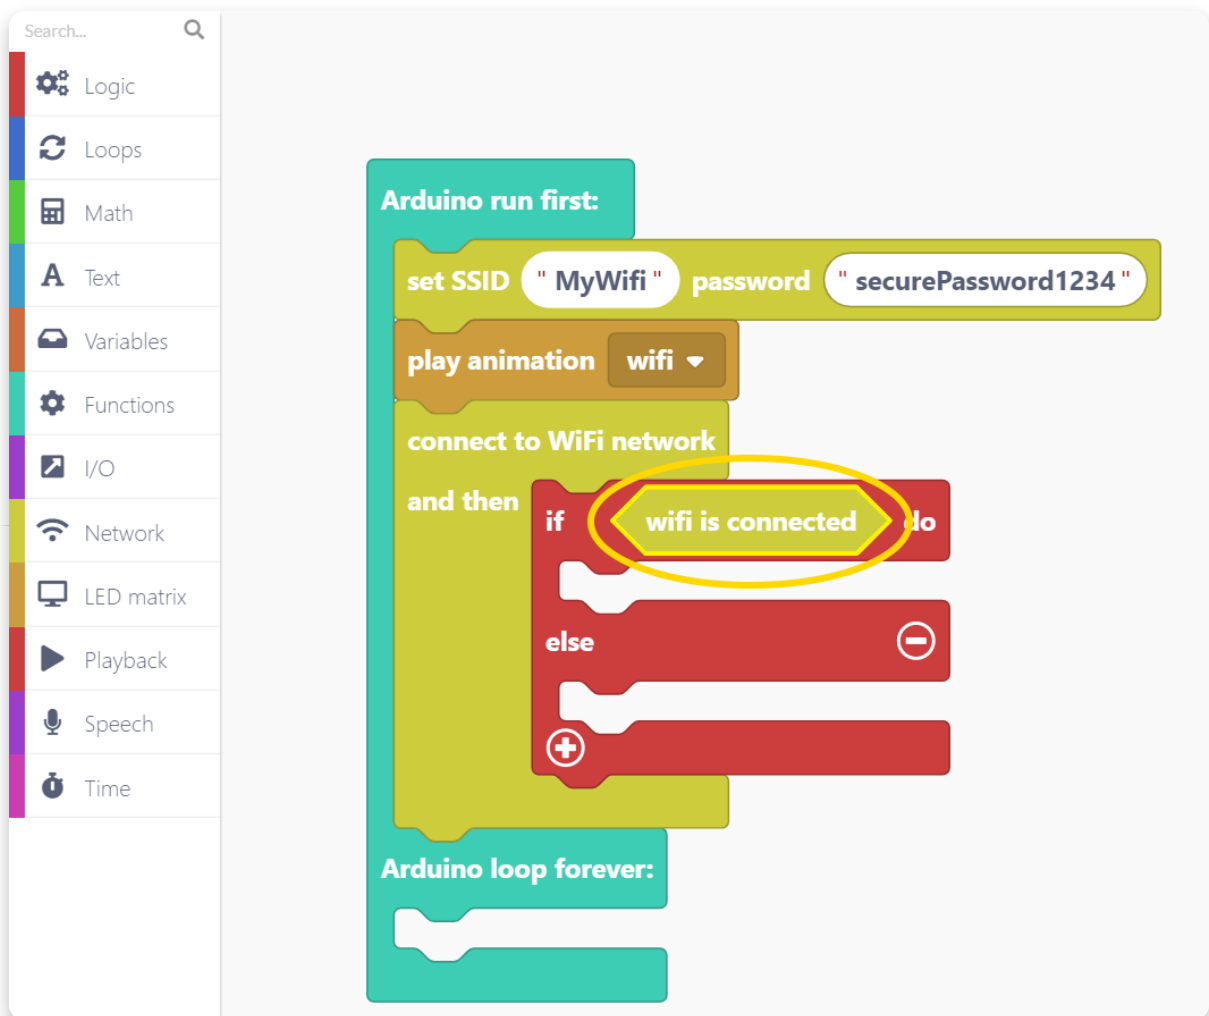 Search...
Logic
Loops
Math
Text
Variables
Functions
I/O
Network
LED matrix
Playback
Speech
Time
Arduino run first:
set SSID " MyWifi " password " securePassword1234 "
play animation wifi
connect to WiFi network
and then
if wifi is connected do
else
Arduino loop forever: